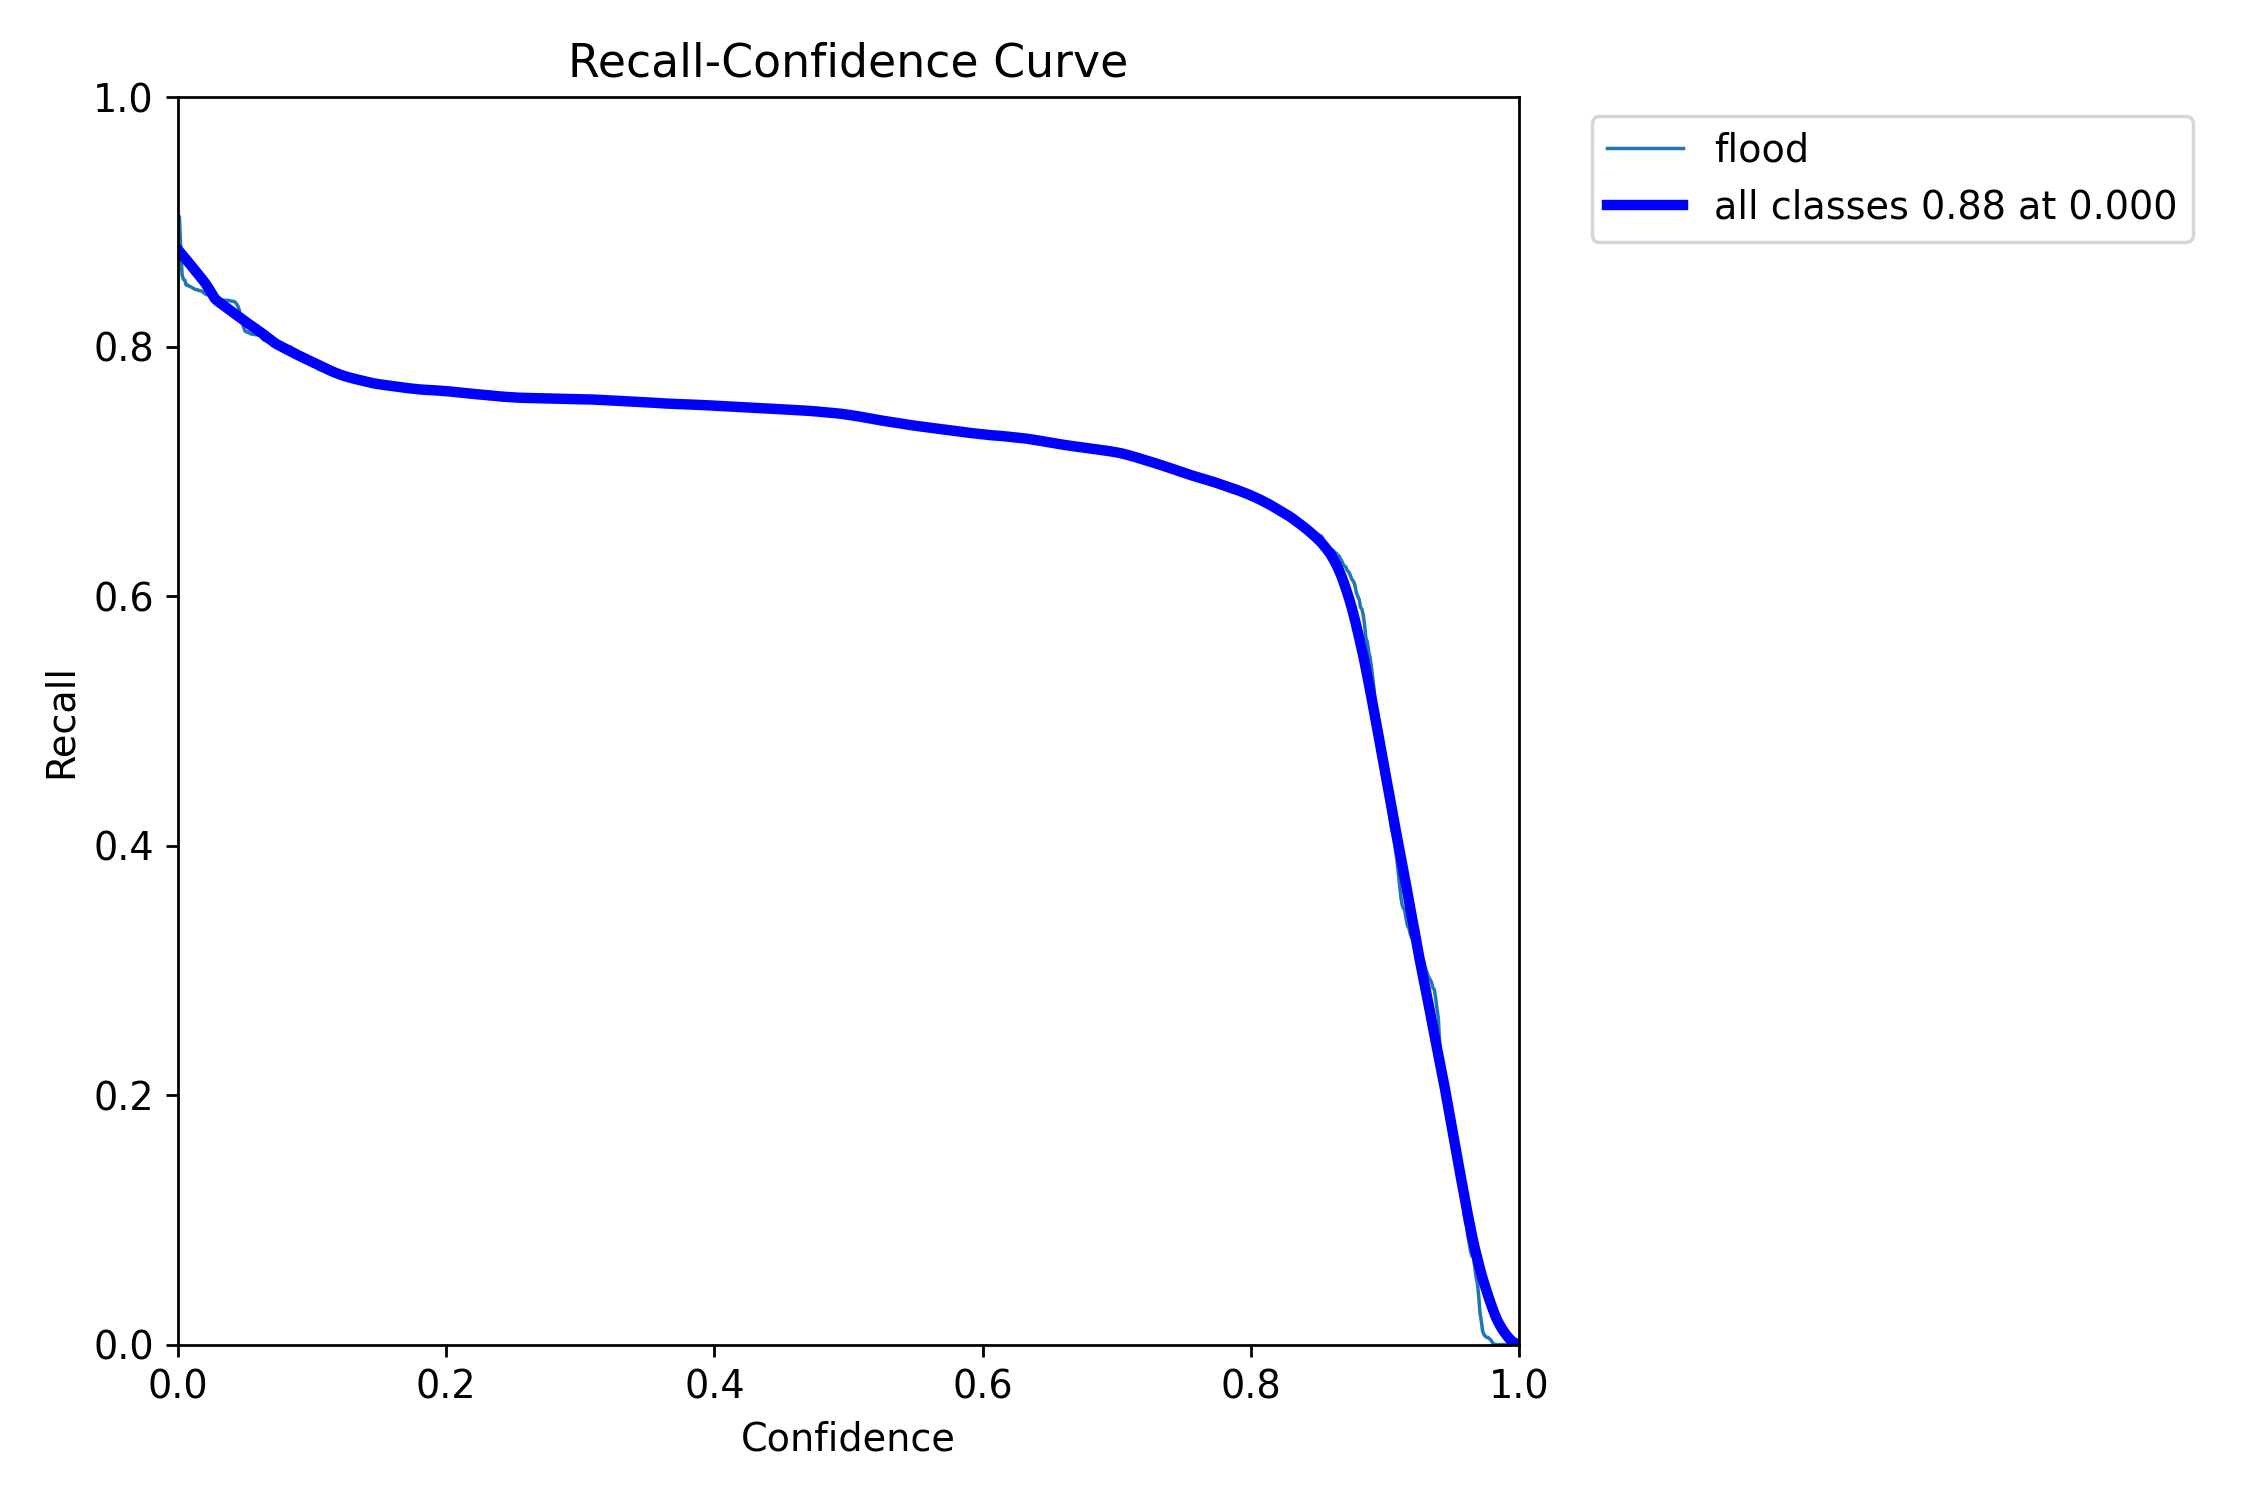 Recall-Confidence Curve
1.0
0.8
0.6
0.4
0.2
0.0
Recall
0.0 0.2 0.4 0.6 0.8 1.0
Confidence
flood
all classes 0.88 at 0.000